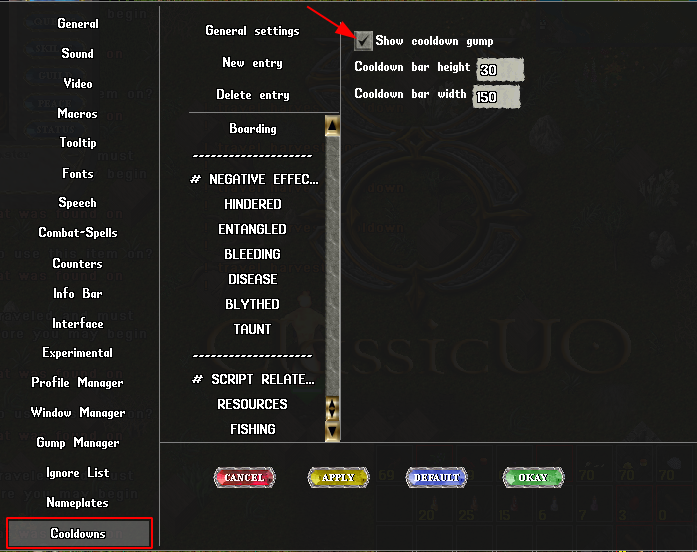 General
Sound
Video
Macros
Tooltip
Fonts
Speech
Combat-Spells
Counters
Info Bar
Interface
Experimental
Profile Manager
Window Manager
Gump Manager
Ignore List
Nameplates
Cooldowns
General settings
New entry
Delete entry
Boarding
--------------------
# NEGATIVE EFFEC...
HINDERED
ENTANGLED
BLEEDING
DISEASE
BLYTHED
TAUNT
--------------------
# SCRIPT RELATE...
RESOURCES
FISHING
Show cooldown gump
Cooldown bar height 30
Cooldown bar width 150
ClassicUO
CANCEL APPLY DEFAULT OKAY